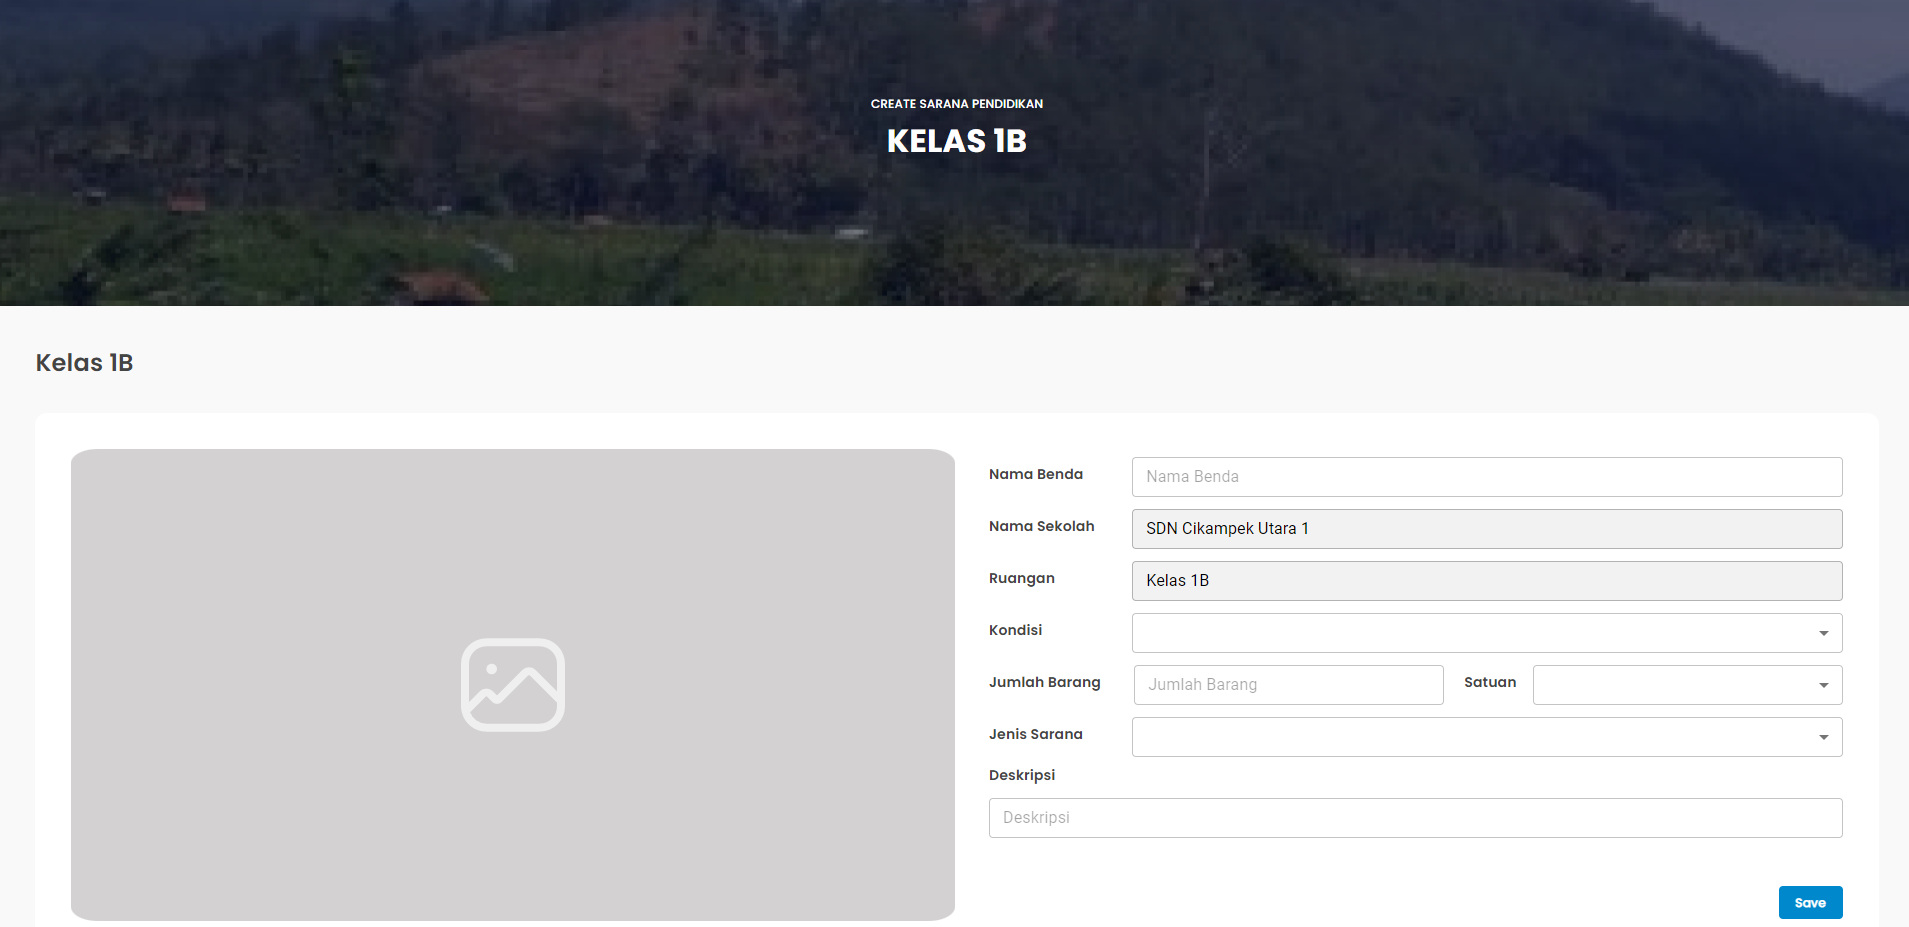 CREATE SARANA PENDIDIKAN
KELAS 1B
Kelas 1B
Nama Benda
Nama Benda
Nama Sekolah
SDN Cikampek Utara 1
Ruangan
Kelas 1B
Kondisi
Jumlah Barang
Jumlah Barang
Satuan
Jenis Sarana
Deskripsi
Deskripsi
Save